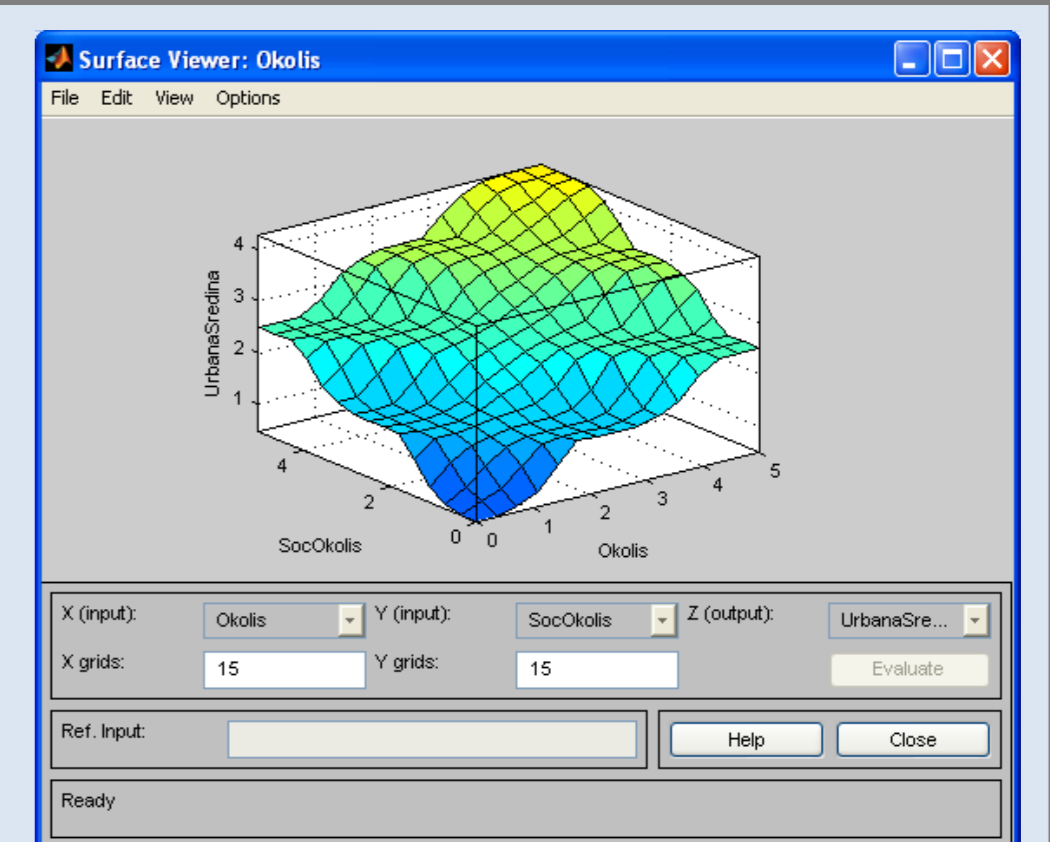 Surface Viewer: Okolis
File Edit View Options
4
3
2
1
UrbanaSredina
4
2
0
SocOkolis
0
1
2
3
4
5
Okolis
X (input): Okolis Y (input): SocOkolis Z (output): UrbanaSre...
X grids: 15 Y grids: 15 Evaluate
Ref. Input: Help Close
Ready